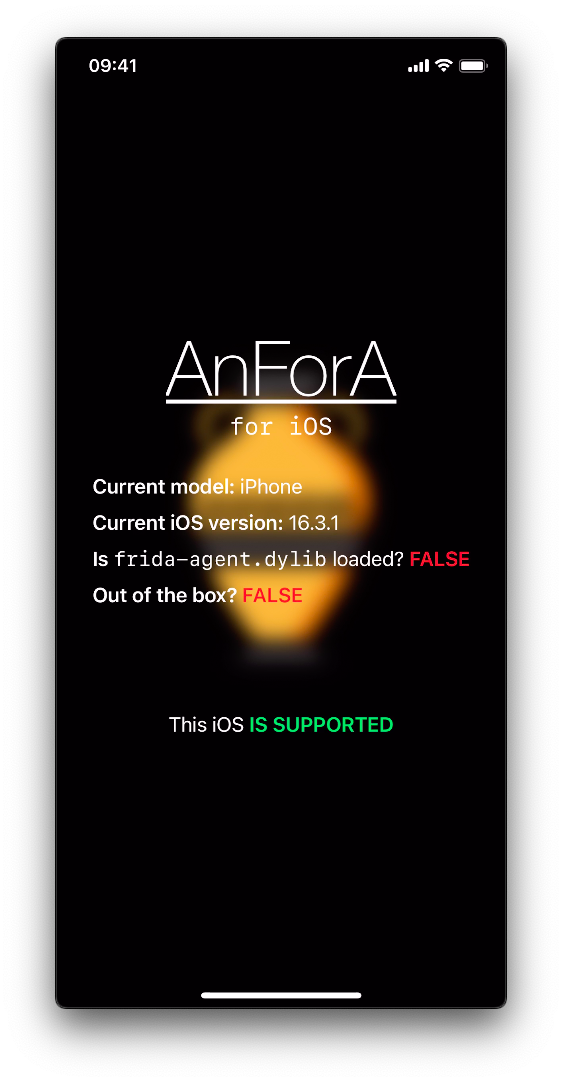 09:41
AnForA
for iOS
Current model: iPhone
Current iOS version: 16.3.1
Is frida-agent.dylib loaded? FALSE
Out of the box? FALSE
This iOS IS SUPPORTED